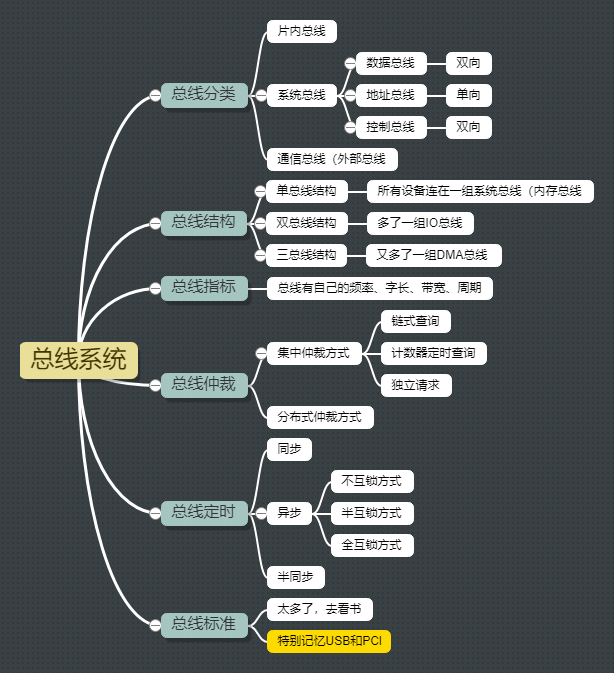 总线系统
总线分类
片内总线
系统总线
数据总线
双向
地址总线
单向
控制总线
双向
通信总线（外部总线
总线结构
单总线结构
所有设备连在一组系统总线（内存总线
双总线结构
多了一组IO总线
三总线结构
又多了一组DMA总线
总线指标
总线有自己的频率、字长、带宽、周期
总线仲裁
集中仲裁方式
链式查询
计数器定时查询
独立请求
分布式仲裁方式
总线定时
同步
异步
不互锁方式
半互锁方式
全互锁方式
半同步
总线标准
太多了，去看书
特别记忆USB和PCI